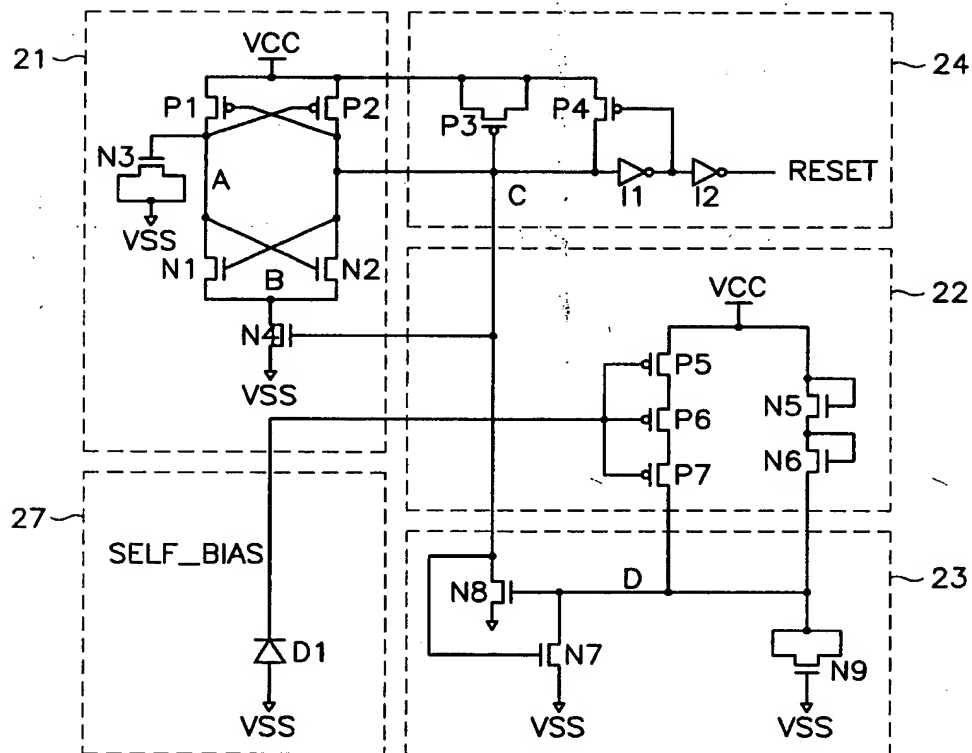 21
VCC
24
P1
P2
P3
P4
N3
A
RESET
C
I1
I2
VSS
N1
B
N2
VCC
22
N4
P5
VSS
N5
P6
N6
P7
27
SELF_BIAS
D
23
N8
D1
N7
N9
VSS
VSS
VSS